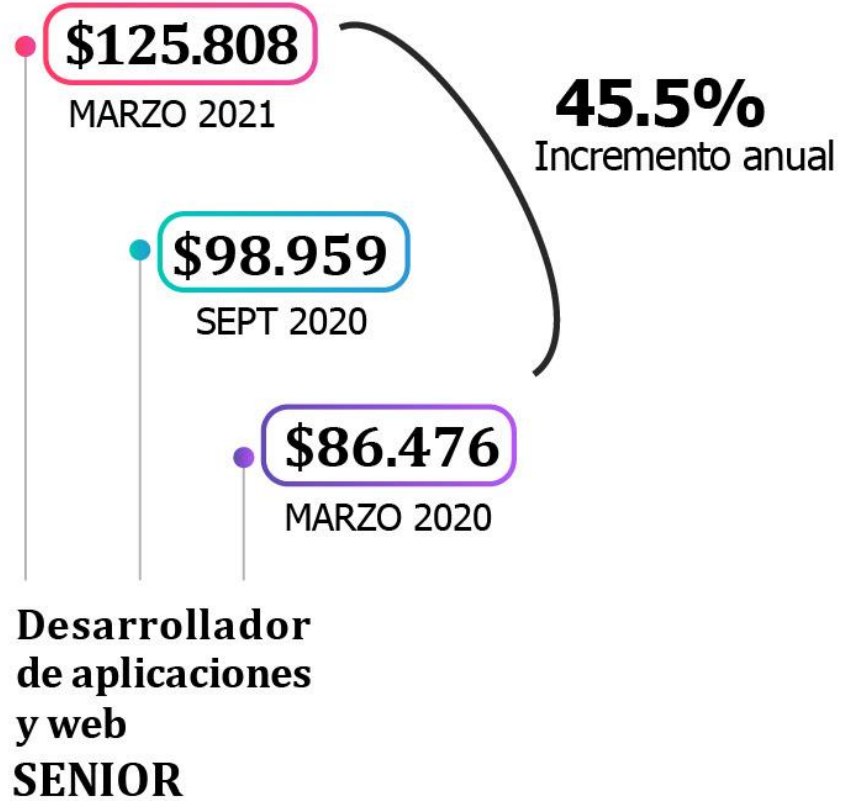 $125.808
MARZO 2021
45.5%
Incremento anual
$98.959
SEPT 2020
$86.476
MARZO 2020
Desarrollador
de aplicaciones
y web
SENIOR